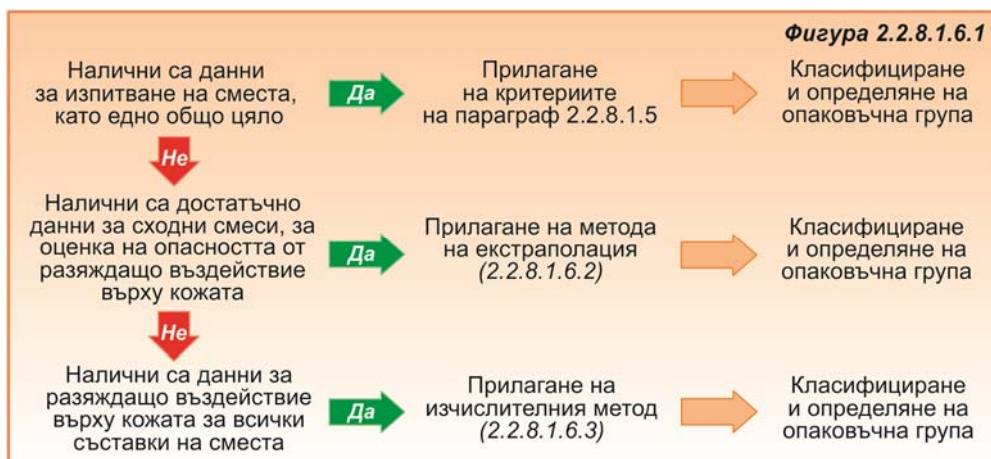 Фигура 2.2.8.1.6.1
Налични са данни
за изпитване на сместа,
като едно общо цяло
Да
Прилагане
на критериите
на параграф 2.2.8.1.5
Класифициране
и определяне на
опаковъчна група
Не
Налични са достатъчно
данни за сходни смеси, за
оценка на опасността от
разяждащо въздействие
върху кожата
Да
Прилагане на метода
на екстраполация
(2.2.8.1.6.2)
Класифициране
и определяне на
опаковъчна група
Не
Налични са данни за
разяждащо въздействие
върху кожата за всички
съставки на сместа
Да
Прилагане на
изчислителния метод
(2.2.8.1.6.3)
Класифициране
и определяне на
опаковъчна група